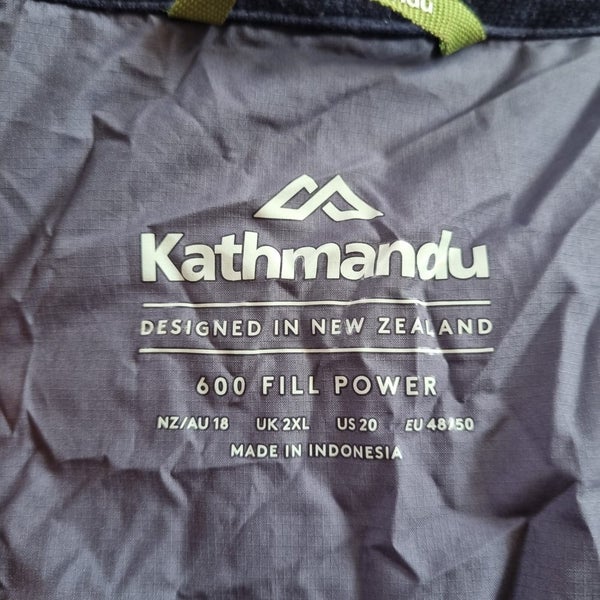 Kathmandu
DESIGNED IN NEW ZEALAND
600 FILL POWER
NZ/AU 18 UK 2XL US 20 EU 48/50
MADE IN INDONESIA